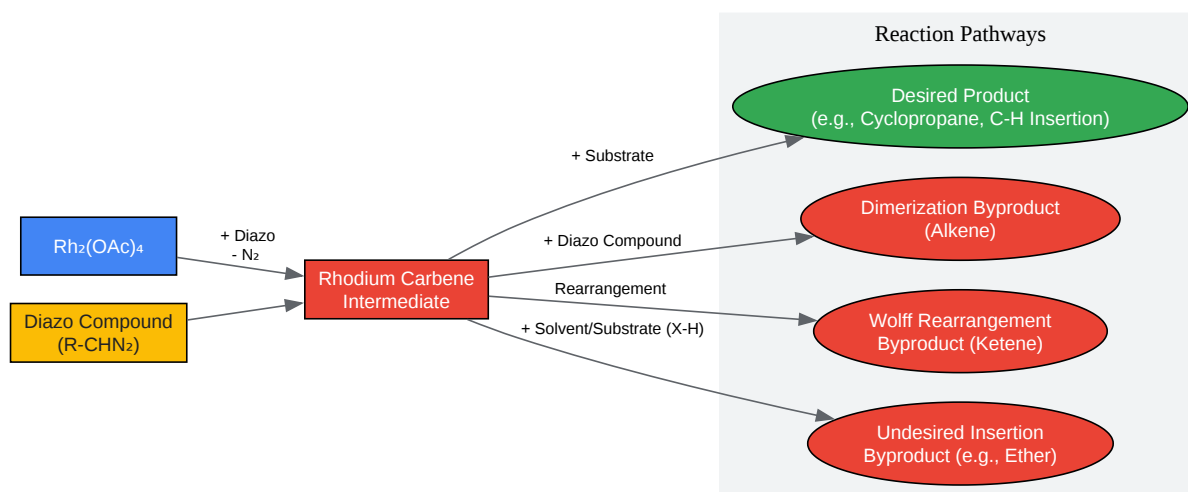 Reaction Pathways
Desired Product
(e.g., Cyclopropane, C-H Insertion)
+ Substrate
Dimerization Byproduct
(Alkene)
Rh₂(OAc)₄
+ Diazo
- N₂
+ Diazo Compound
Rhodium Carbene
Intermediate
Rearrangement
Diazo Compound
(R-CHN₂)
+ Solvent/Substrate (X-H)
Wolff Rearrangement
Byproduct (Ketene)
Undesired Insertion
Byproduct (e.g., Ether)